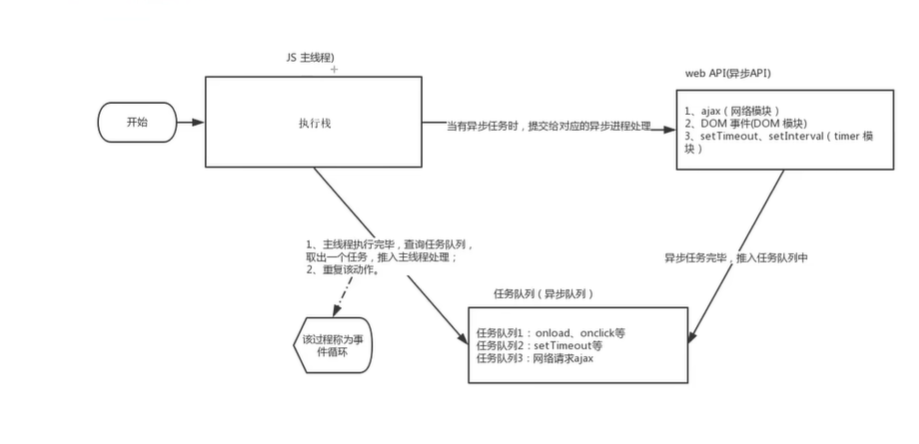 JS 主线程)
web API(异步API)
开始
执行栈
当有异步任务时，提交给对应的异步进程处理
1、ajax（网络模块）
2、DOM 事件(DOM 模块)
3、setTimeout、setInterval（timer 模
块）
1、主线程执行完毕，查询任务队列，
取出一个任务，推入主线程处理；
2、重复该动作。
异步任务完毕，推入任务队列中
任务队列（异步队列）
该过程称为事
件循环
任务队列1：onload、onclick等
任务队列2：setTimeout等
任务队列3：网络请求ajax